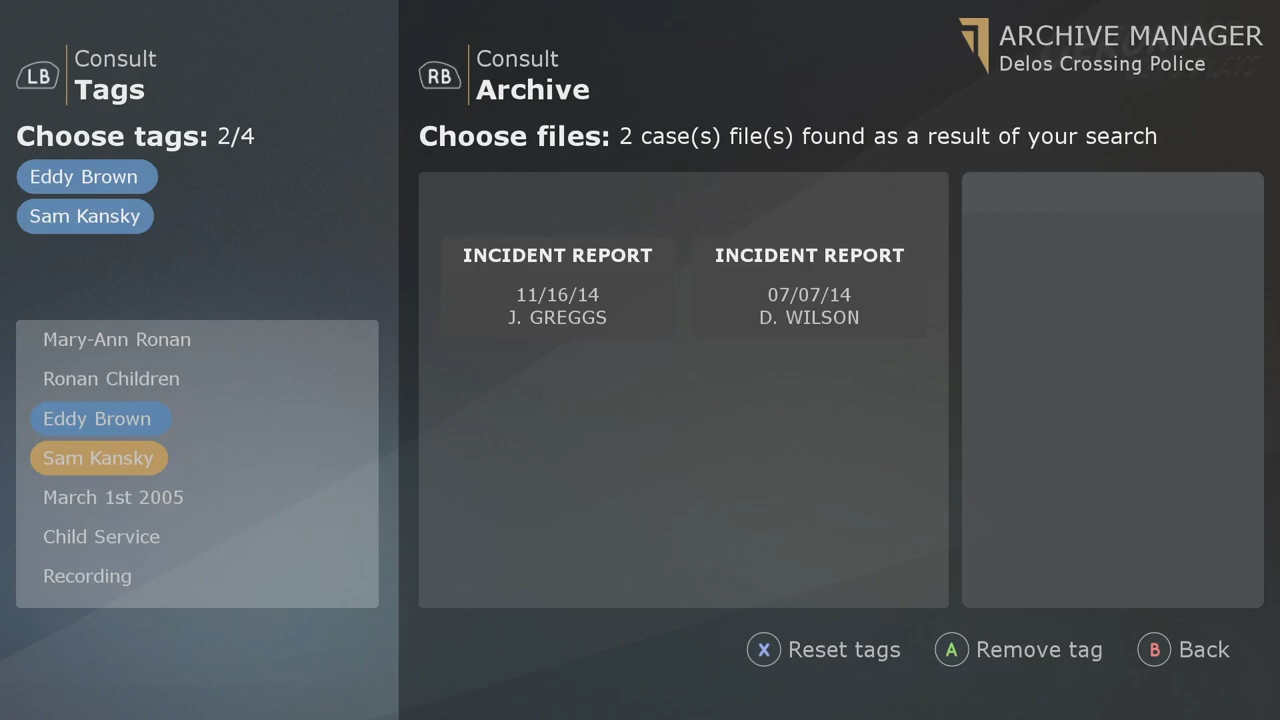 LB
Consult
Tags
Choose tags: 2/4
Eddy Brown
Sam Kansky
Mary-Ann Ronan
Ronan Children
Eddy Brown
Sam Kansky
March 1st 2005
Child Service
Recording
RB
Consult
Archive
ARCHIVE MANAGER
Delos Crossing Police
Choose files: 2 case(s) file(s) found as a result of your search
INCIDENT REPORT
11/16/14
J. GREGGS
INCIDENT REPORT
07/07/14
D. WILSON
X Reset tags
A Remove tag
B Back